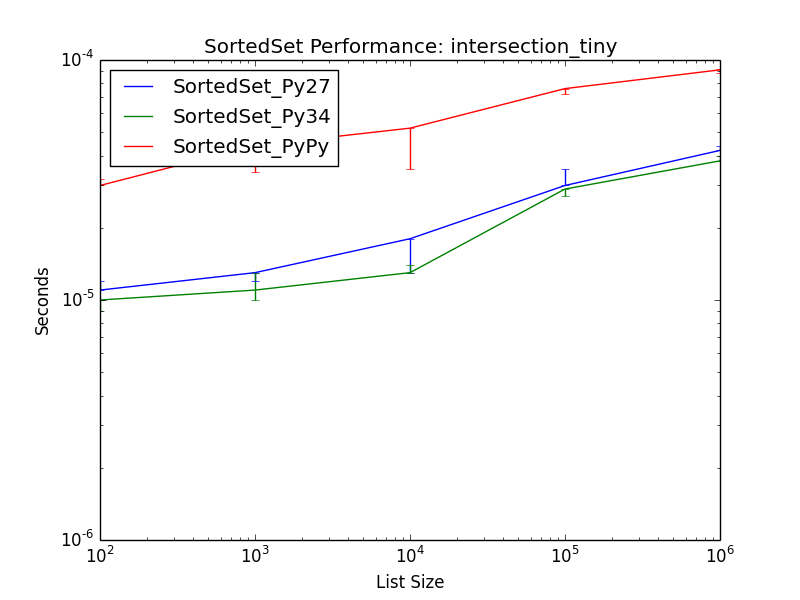 SortedSet Performance: intersection_tiny
10^-4
SortedSet_Py27
SortedSet_Py34
SortedSet_PyPy
Seconds
10^-5
10^-6
10^2 10^3 10^4 10^5 10^6
List Size